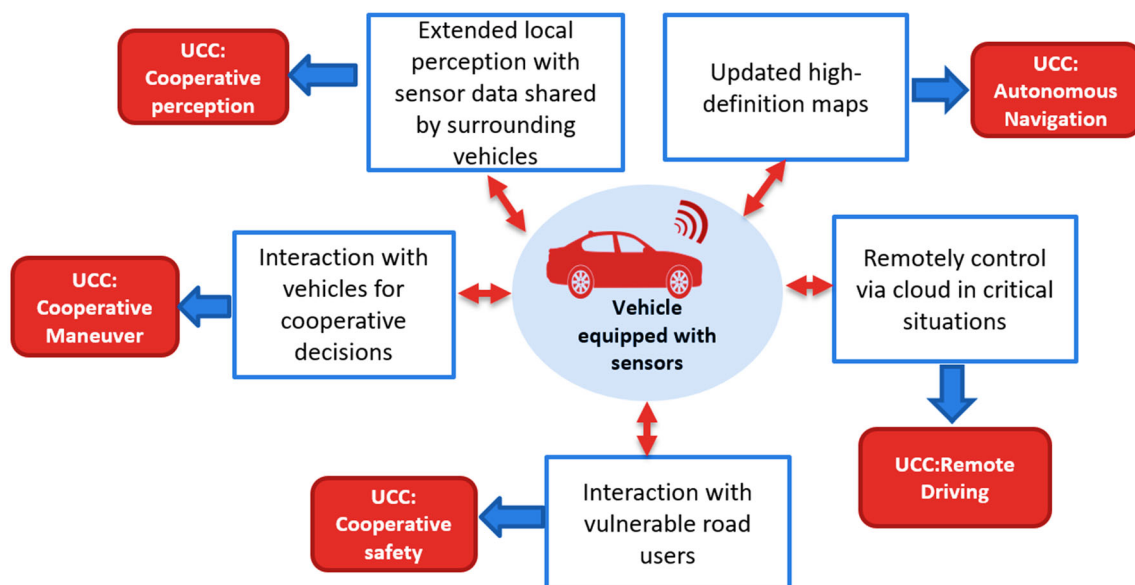 UCC:
Cooperative
perception
Extended local
perception with
sensor data shared
by surrounding
vehicles
Updated high-
definition maps
UCC:
Autonomous
Navigation
UCC:
Cooperative
Maneuver
Interaction with
vehicles for
cooperative
decisions
Vehicle
equipped with
sensors
Remotely control
via cloud in critical
situations
UCC:Remote
Driving
UCC:
Cooperative
safety
Interaction with
vulnerable road
users